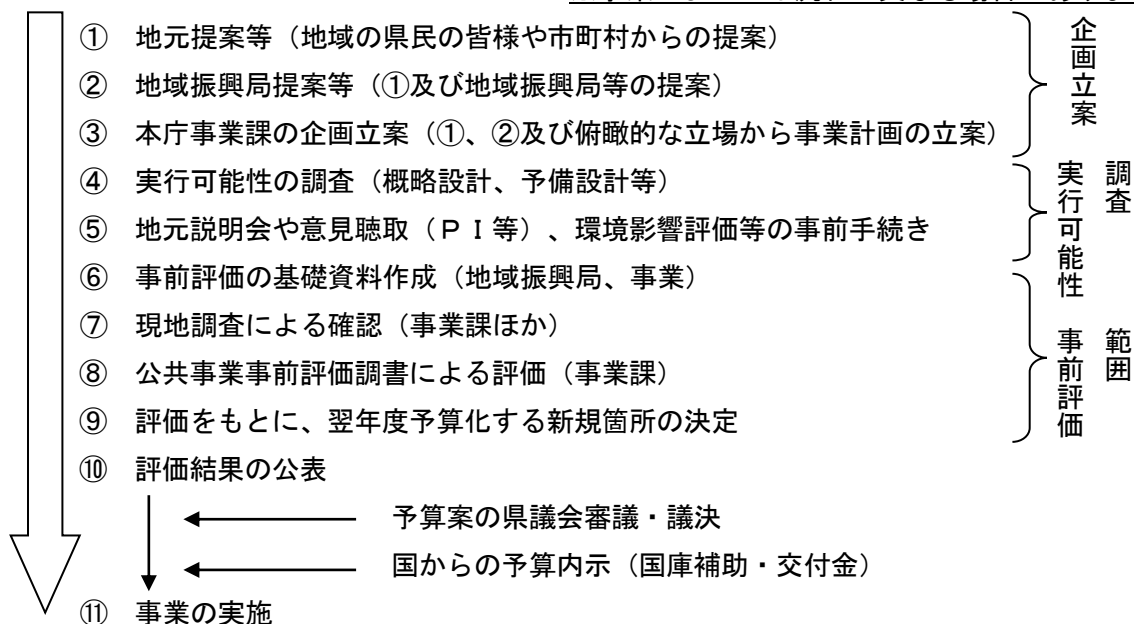 ① 地元提案等（地域の県民の皆様や市町村からの提案）
② 地域振興局提案等（①及び地域振興局等の提案）
③ 本庁事業課の企画立案（①、②及び俯瞰的な立場から事業計画の立案）
企画立案
④ 実行可能性の調査（概略設計、予備設計等）
⑤ 地元説明会や意見聴取（ＰＩ等）、環境影響評価等の事前手続き
実行可能性
調査
⑥ 事前評価の基礎資料作成（地域振興局、事業）
⑦ 現地調査による確認（事業課ほか）
⑧ 公共事業事前評価調書による評価（事業課）
⑨ 評価をもとに、翌年度予算化する新規箇所の決定
事前評価
範囲
⑩ 評価結果の公表
予算案の県議会審議・議決
国からの予算内示（国庫補助・交付金）
⑪ 事業の実施